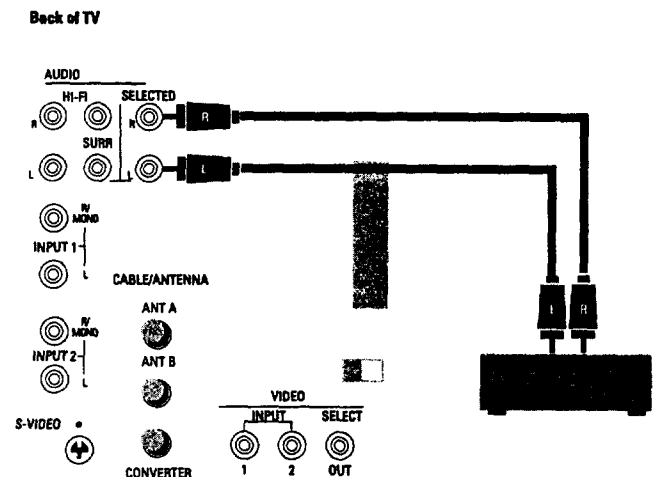 Back of TV
AUDIO
HI-FI
SELECTED
R
R
R
SURR
L
L
L
R/
MONO
INPUT 1
L
CABLE/ANTENNA
ANT A
L
R
R/
MONO
INPUT 2
L
ANT B
S-VIDEO
VIDEO
INPUT
SELECT
CONVERTER
1
2
OUT